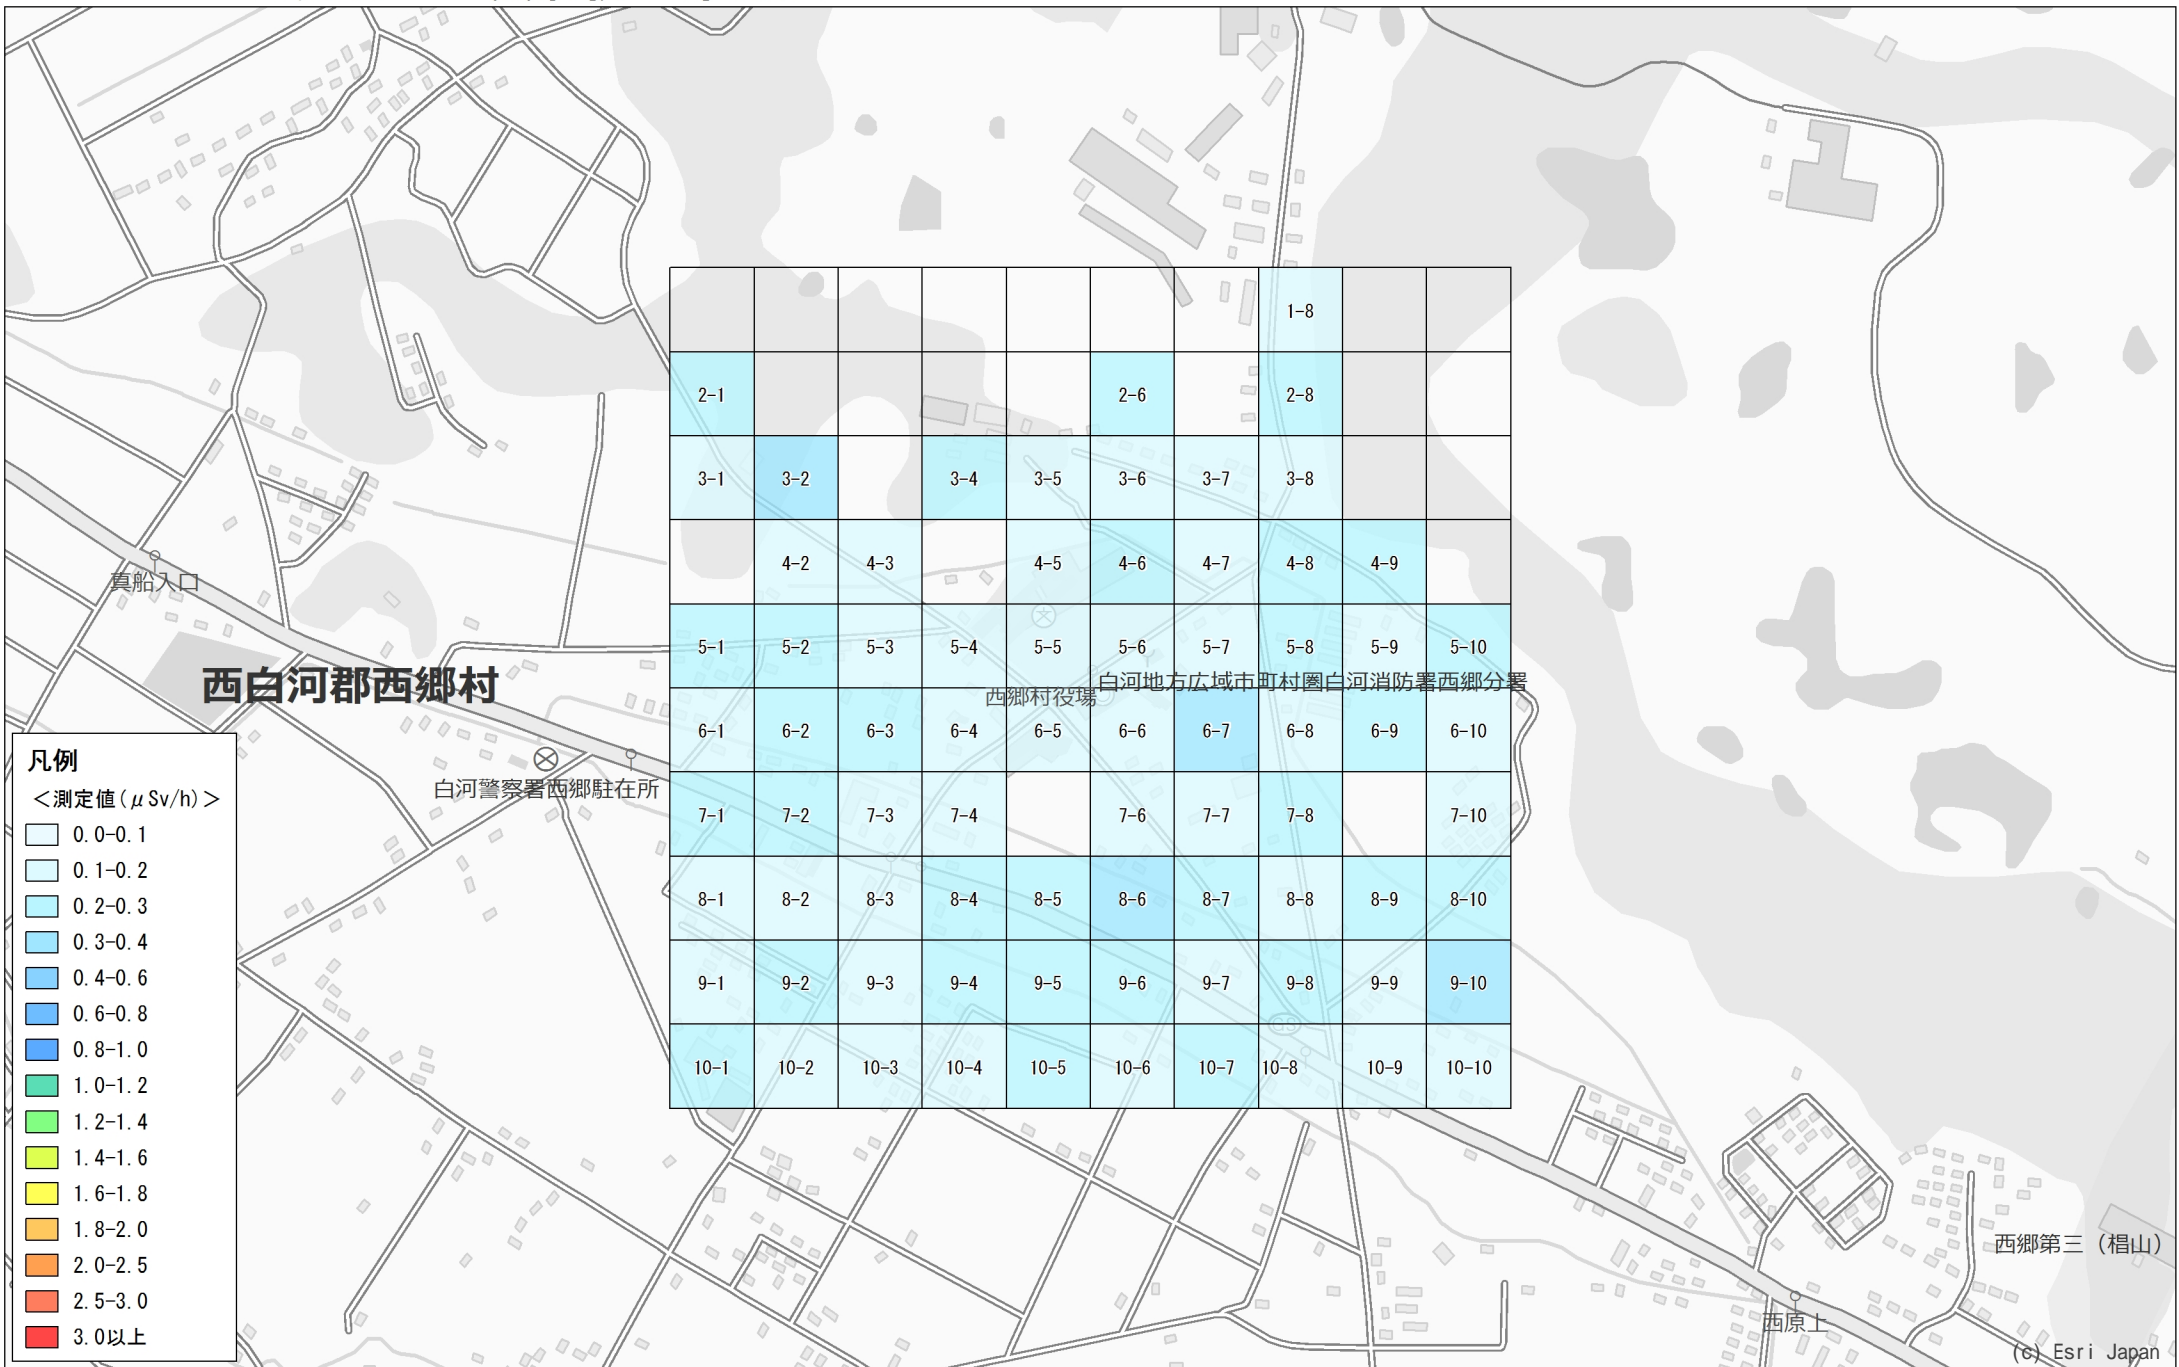 1-8
2-1 2-6 2-8
3-1 3-2 3-4 3-5 3-6 3-7 3-8
4-2 4-3 4-5 4-6 4-7 4-8 4-9
真船入口
5-1 5-2 5-3 5-4 5-5 5-6 5-7 5-8 5-9 5-10
西白河郡西郷村
西郷村役場
白河地方広域市町村圏白河消防署西郷分署
6-1 6-2 6-3 6-4 6-5 6-6 6-7 6-8 6-9 6-10
白河警察署西郷駐在所
7-1 7-2 7-3 7-4 7-6 7-7 7-8 7-10
8-1 8-2 8-3 8-4 8-5 8-6 8-7 8-8 8-9 8-10
9-1 9-2 9-3 9-4 9-5 9-6 9-7 9-8 9-9 9-10
GS
10-1 10-2 10-3 10-4 10-5 10-6 10-7 10-8 10-9 10-10
凡例
＜測定値(μSv/h)＞
0.0-0.1
0.1-0.2
0.2-0.3
0.3-0.4
0.4-0.6
0.6-0.8
0.8-1.0
1.0-1.2
1.2-1.4
1.4-1.6
1.6-1.8
1.8-2.0
2.0-2.5
2.5-3.0
3.0以上
西郷第三（椙山）
西原上
(c) Esri Japan